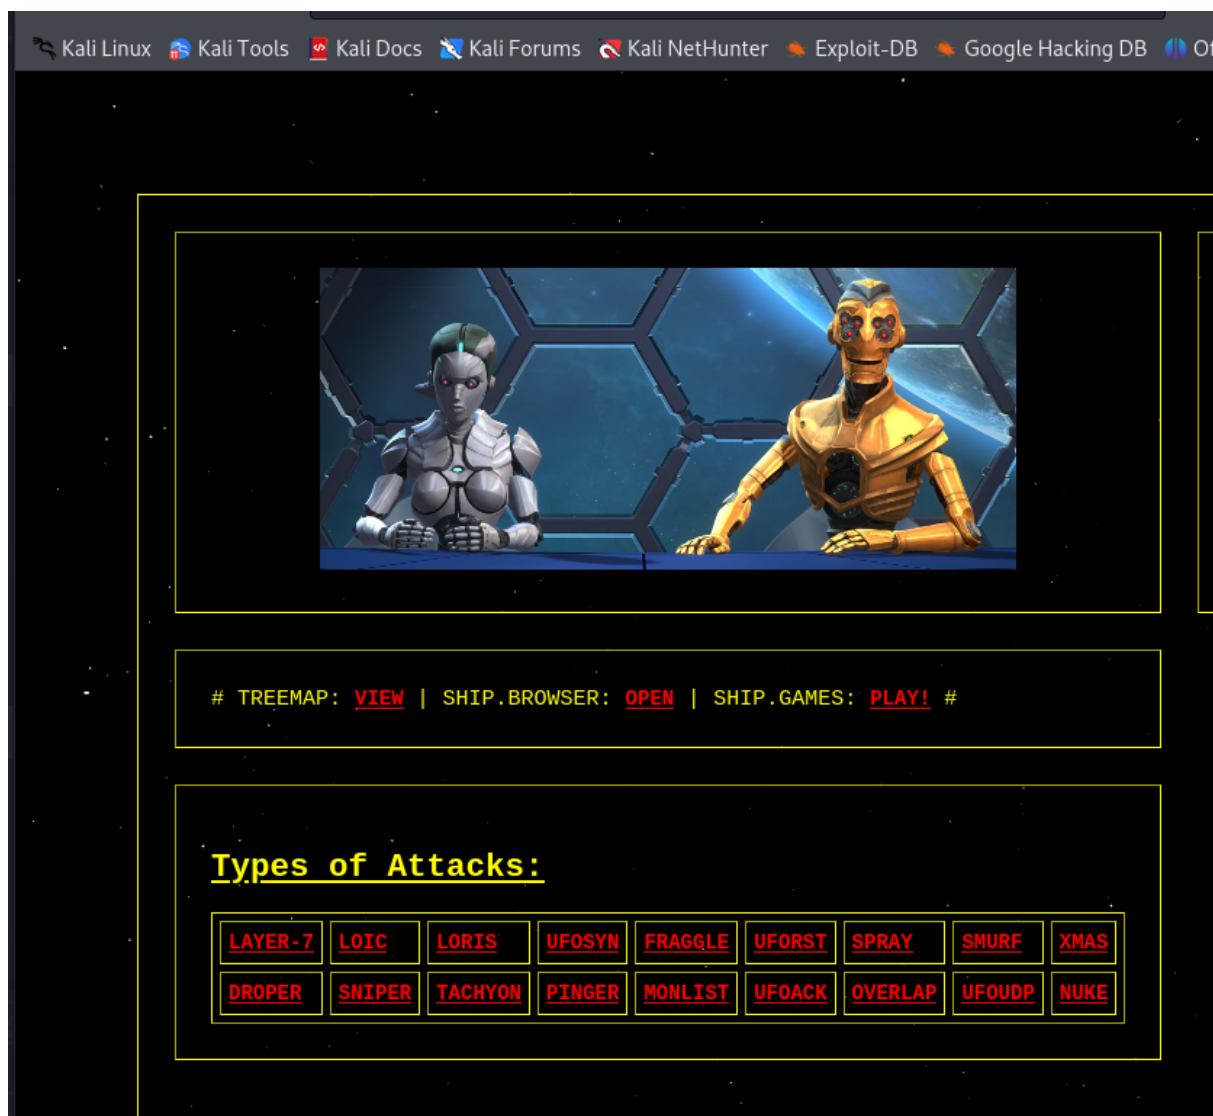 Kali Linux Kali Tools Kali Docs Kali Forums Kali NetHunter Exploit-DB Google Hacking DB
# TREEMAP: VIEW | SHIP.BROWSER: OPEN | SHIP.GAMES: PLAY! #
Types of Attacks:
LAYER-7 LOIC LORIS UFOSYN FRAGGLE UFORST SPRAY SMURF XMAS
DROPER SNIPER TACHYON PINGER MONLIST UFOACK OVERLAP UFOUDP NUKE